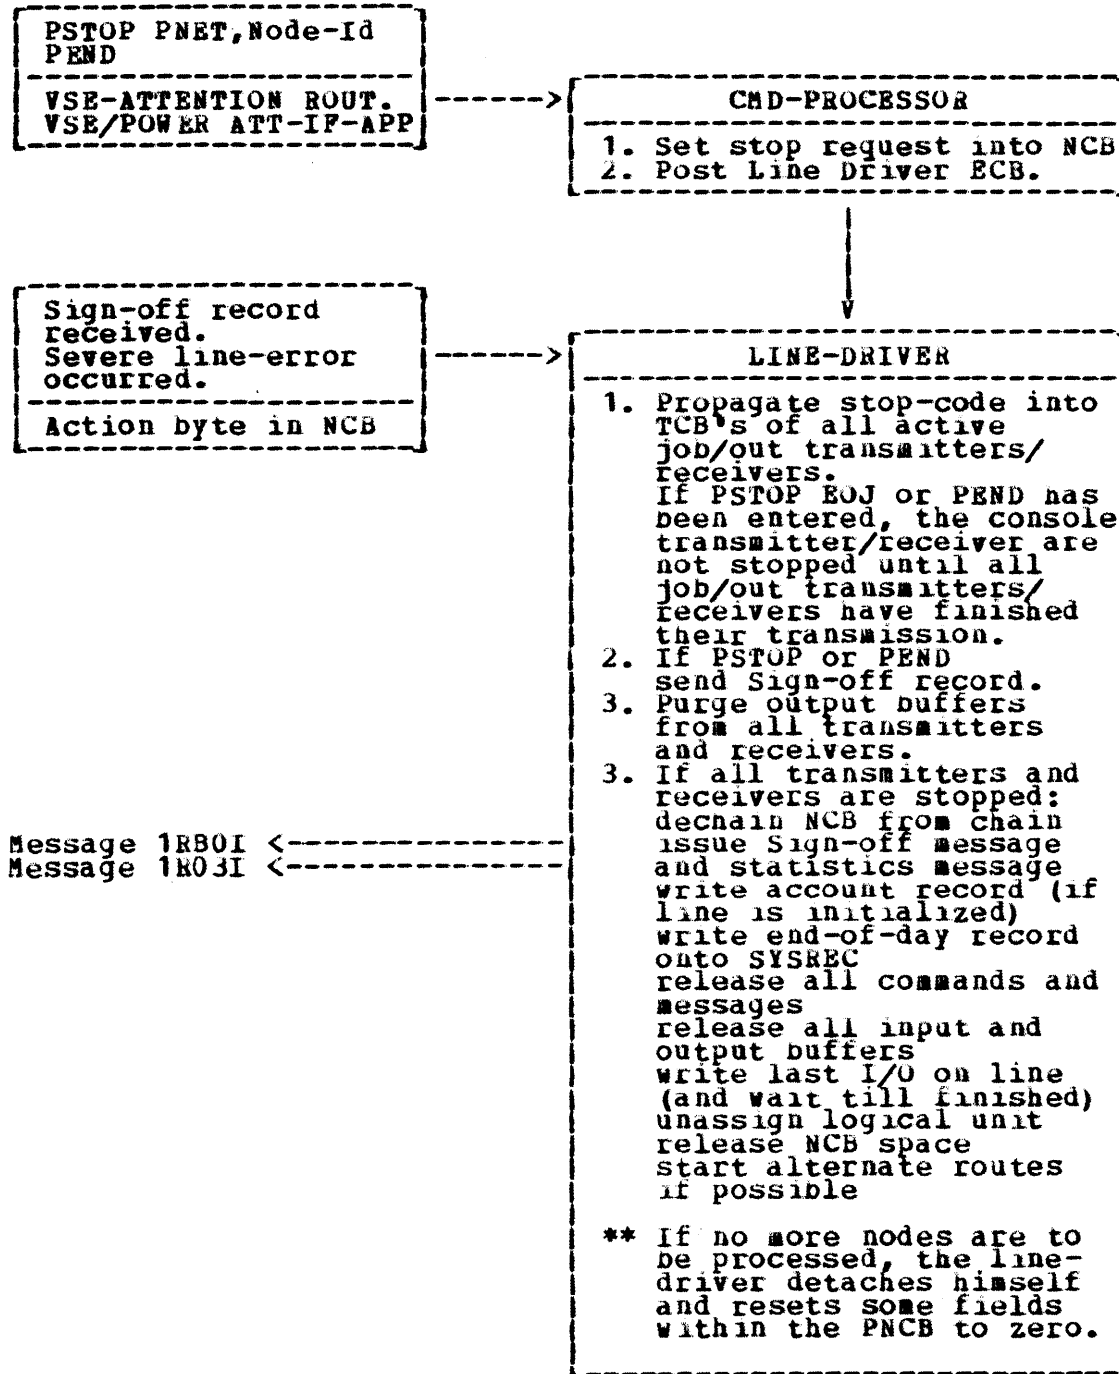 PSTOP PNET,Node-Id
PEND
VSE-ATTENTION ROUT.
VSE/POWER ATT-IF-APP
CMD-PROCESSOR
1. Set stop request into NCB
2. Post Line Driver ECB.
Sign-off record
received.
Severe line-error
occurred.
Action byte in NCB
LINE-DRIVER
1. Propagate stop-code into
TCB's of all active
job/out transmitters/
receivers.
If PSTOP EOJ or PEND has
been entered, the console
transmitter/receiver are
not stopped until all
job/out transmitters/
receivers have finished
their transmission.
2. If PSTOP or PEND
send Sign-off record.
3. Purge output buffers
from all transmitters
and receivers.
3. If all transmitters and
receivers are stopped:
dechain NCB from chain
issue Sign-off message
and statistics message
write account record (if
line is initialized)
write end-of-day record
onto SYSREC
release all commands and
messages
release all input and
output buffers
write last I/O on line
(and wait till finished)
unassign logical unit
release NCB space
start alternate routes
if possible
Message 1RB0I <
Message 1R03I <
** If no more nodes are to
be processed, the line-
driver detaches himself
and resets some fields
within the PNCB to zero.